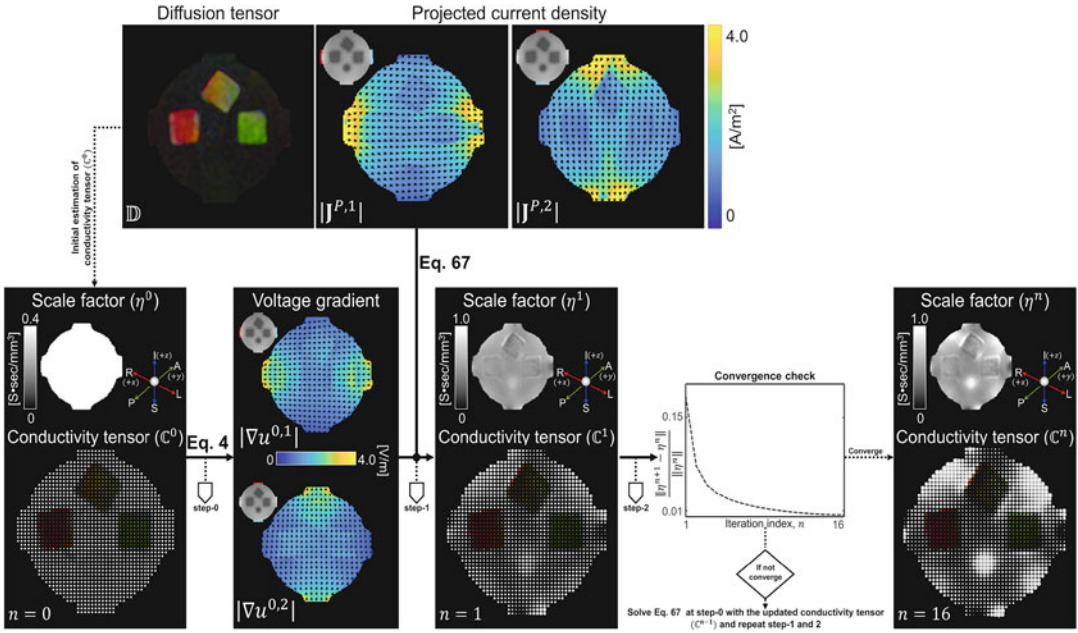 Diffusion tensor
Projected current density
𝔻
|J^{P,1}|
|J^{P,2}|
4.0
[A/m²]
0
Initial estimation of
conductivity tensor (ℂ⁰)
Eq. 67
Scale factor (η⁰)
0.4
[S•sec/mm³]
0
I
(+z)
R
(+x)
A
(+y)
P
L
S
Conductivity tensor (ℂ⁰)
n = 0
Eq. 4
step-0
Voltage gradient
|∇u^{0,1}|
0
4.0
[V/m]
|∇u^{0,2}|
step-1
Scale factor (η¹)
1.0
[S•sec/mm³]
0
I
(+z)
R
(+x)
A
(+y)
P
L
S
Conductivity tensor (ℂ¹)
n = 1
step-2
Convergence check
0.15
0.01
‖η^{n+1} − η^n‖
‖η^n‖
1
16
Iteration index, n
If not
converge
Solve Eq. 67 at step-0 with the updated conductivity tensor
(ℂ^{n−1}) and repeat step-1 and 2
Converge
Scale factor (η^n)
1.0
[S•sec/mm³]
0
I
(+z)
R
(+x)
A
(+y)
P
L
S
Conductivity tensor (ℂ^n)
n = 16